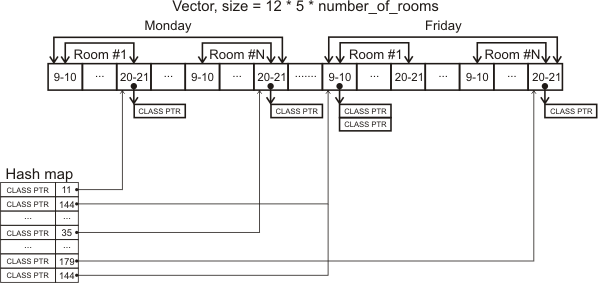 Vector, size = 12 * 5 * number_of_rooms
Monday Friday
Room #1 Room #N Room #1 Room #N
9-10 ... 20-21 ... 9-10 ... 20-21 ....... 9-10 ... 20-21 ... 9-10 ... 20-21
CLASS PTR CLASS PTR CLASS PTR CLASS PTR
CLASS PTR
Hash map
CLASS PTR 11
CLASS PTR 144
... ...
CLASS PTR 35
... ...
CLASS PTR 179
CLASS PTR 144